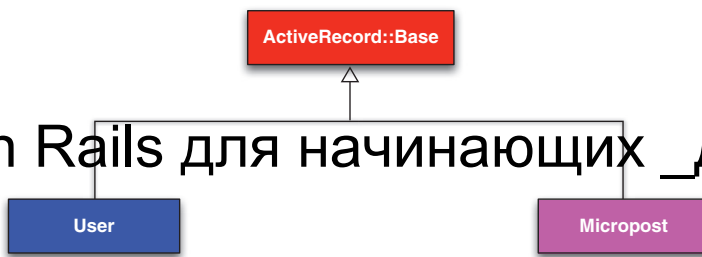 ActiveRecord::Base
n Rails для начинающих _
User
Micropost